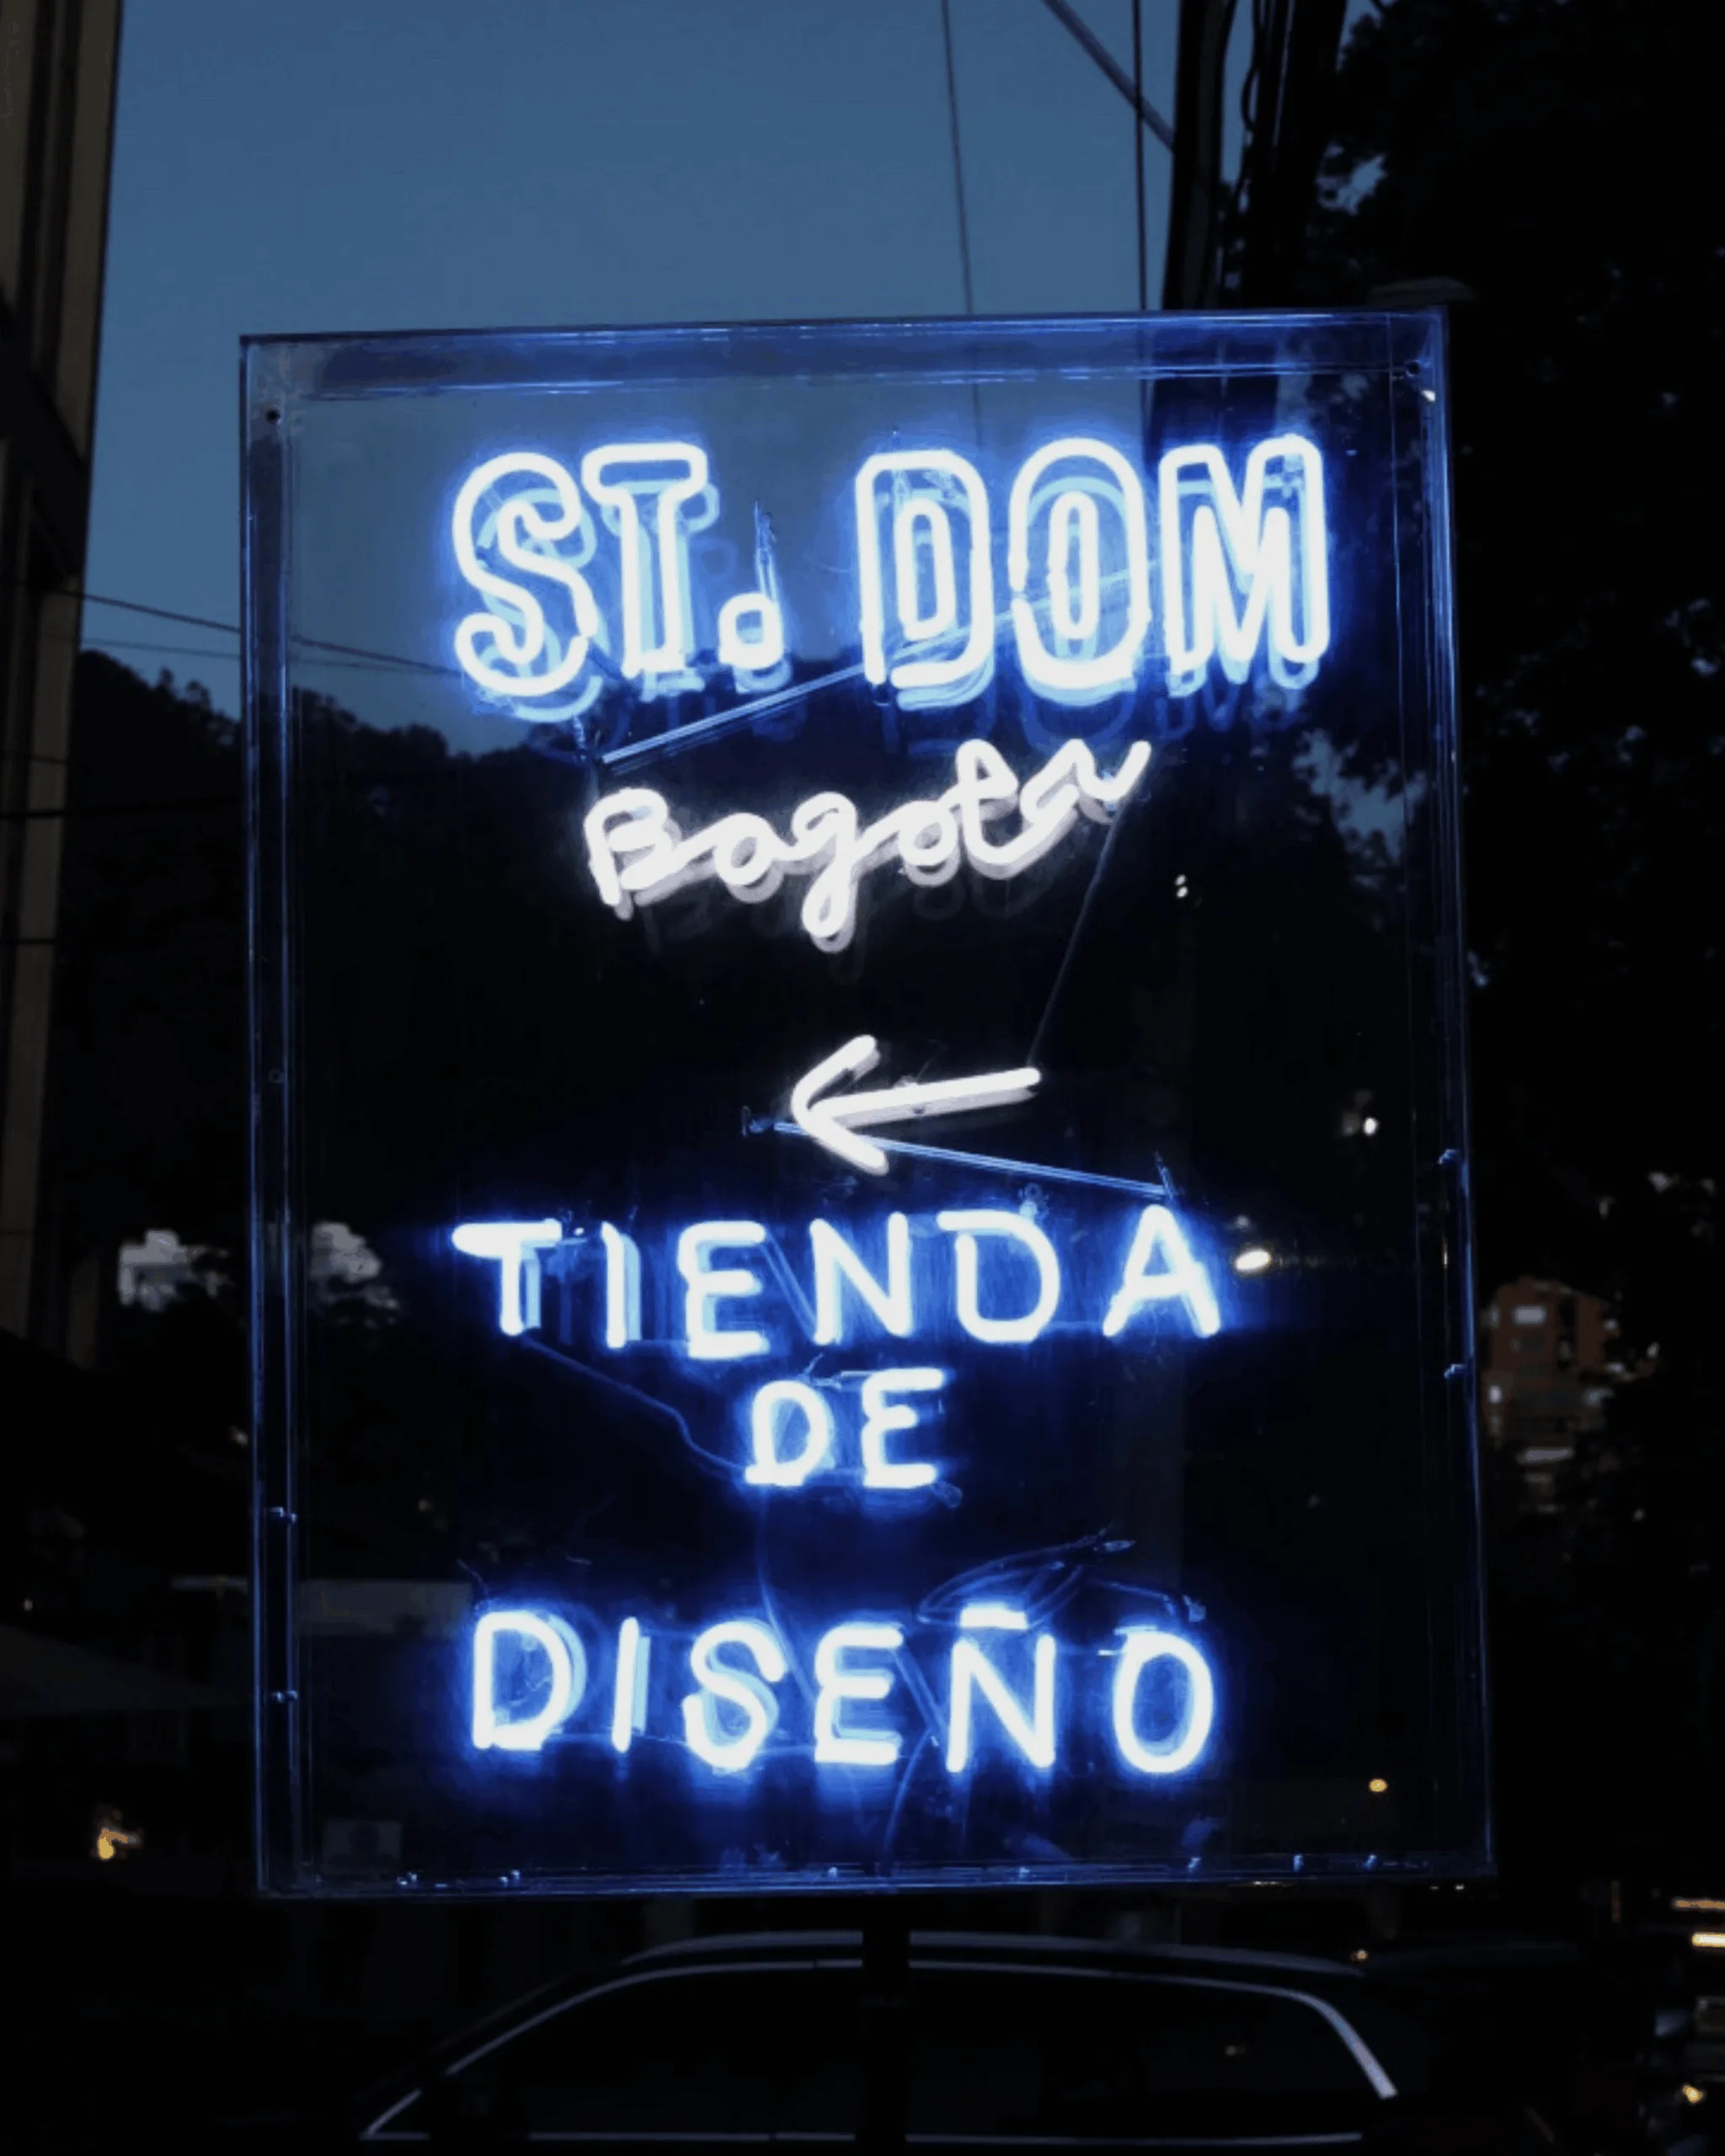 ST. DOM
Bogota
←
TIENDA
DE
DISEÑO